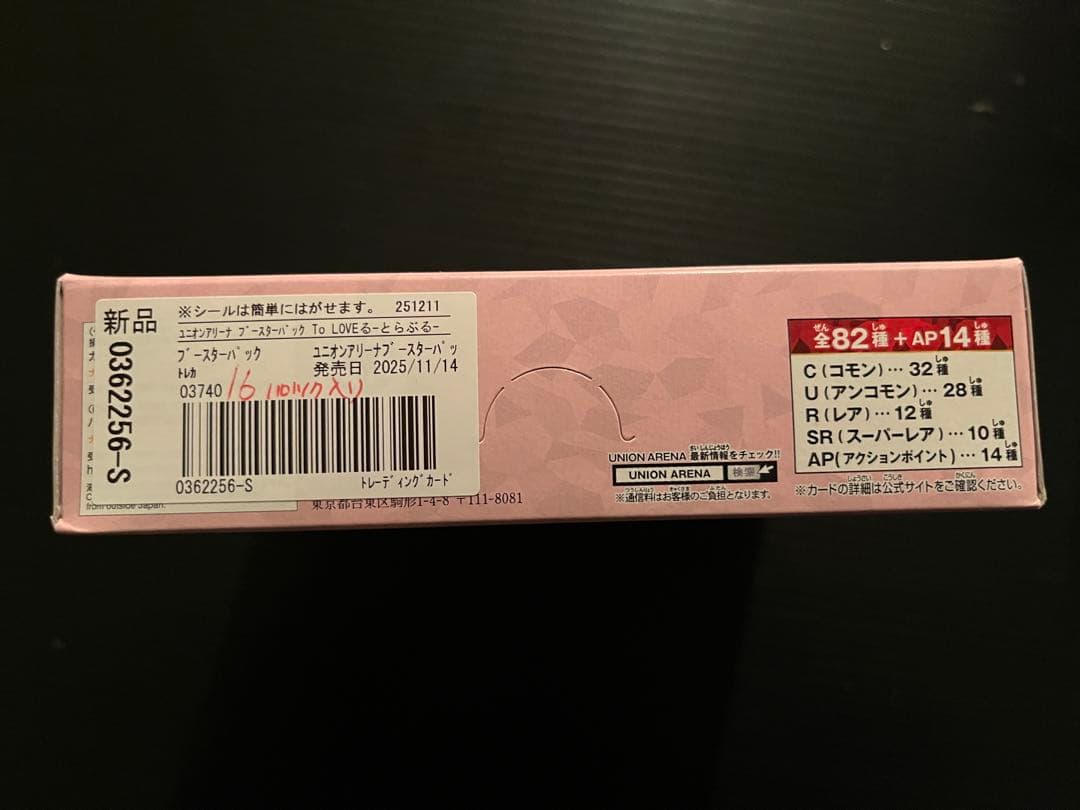 新品
0362256-S
※シールは簡単にはがせます。 251211
ユニオンアリーナ ブースターパック To LOVEる-とらぶる-
ブースターパック ユニオンアリーナブースターパッ
トレカ 発売日 2025/11/14
03740 16
パック入り
0362256-S トレーディングカード
東京都台東区駒形1-4-8 〒111-8081
from outside Japan.
UNION ARENA 最新情報をチェック!!
UNION ARENA 検索
※通信料はお客様のご負担となります。
全82種+AP14種
C(コモン)…32種
U(アンコモン)…28種
R(レア)…12種
SR(スーパーレア)…10種
AP(アクションポイント)…14種
※カードの詳細は公式サイトをご確認ください。